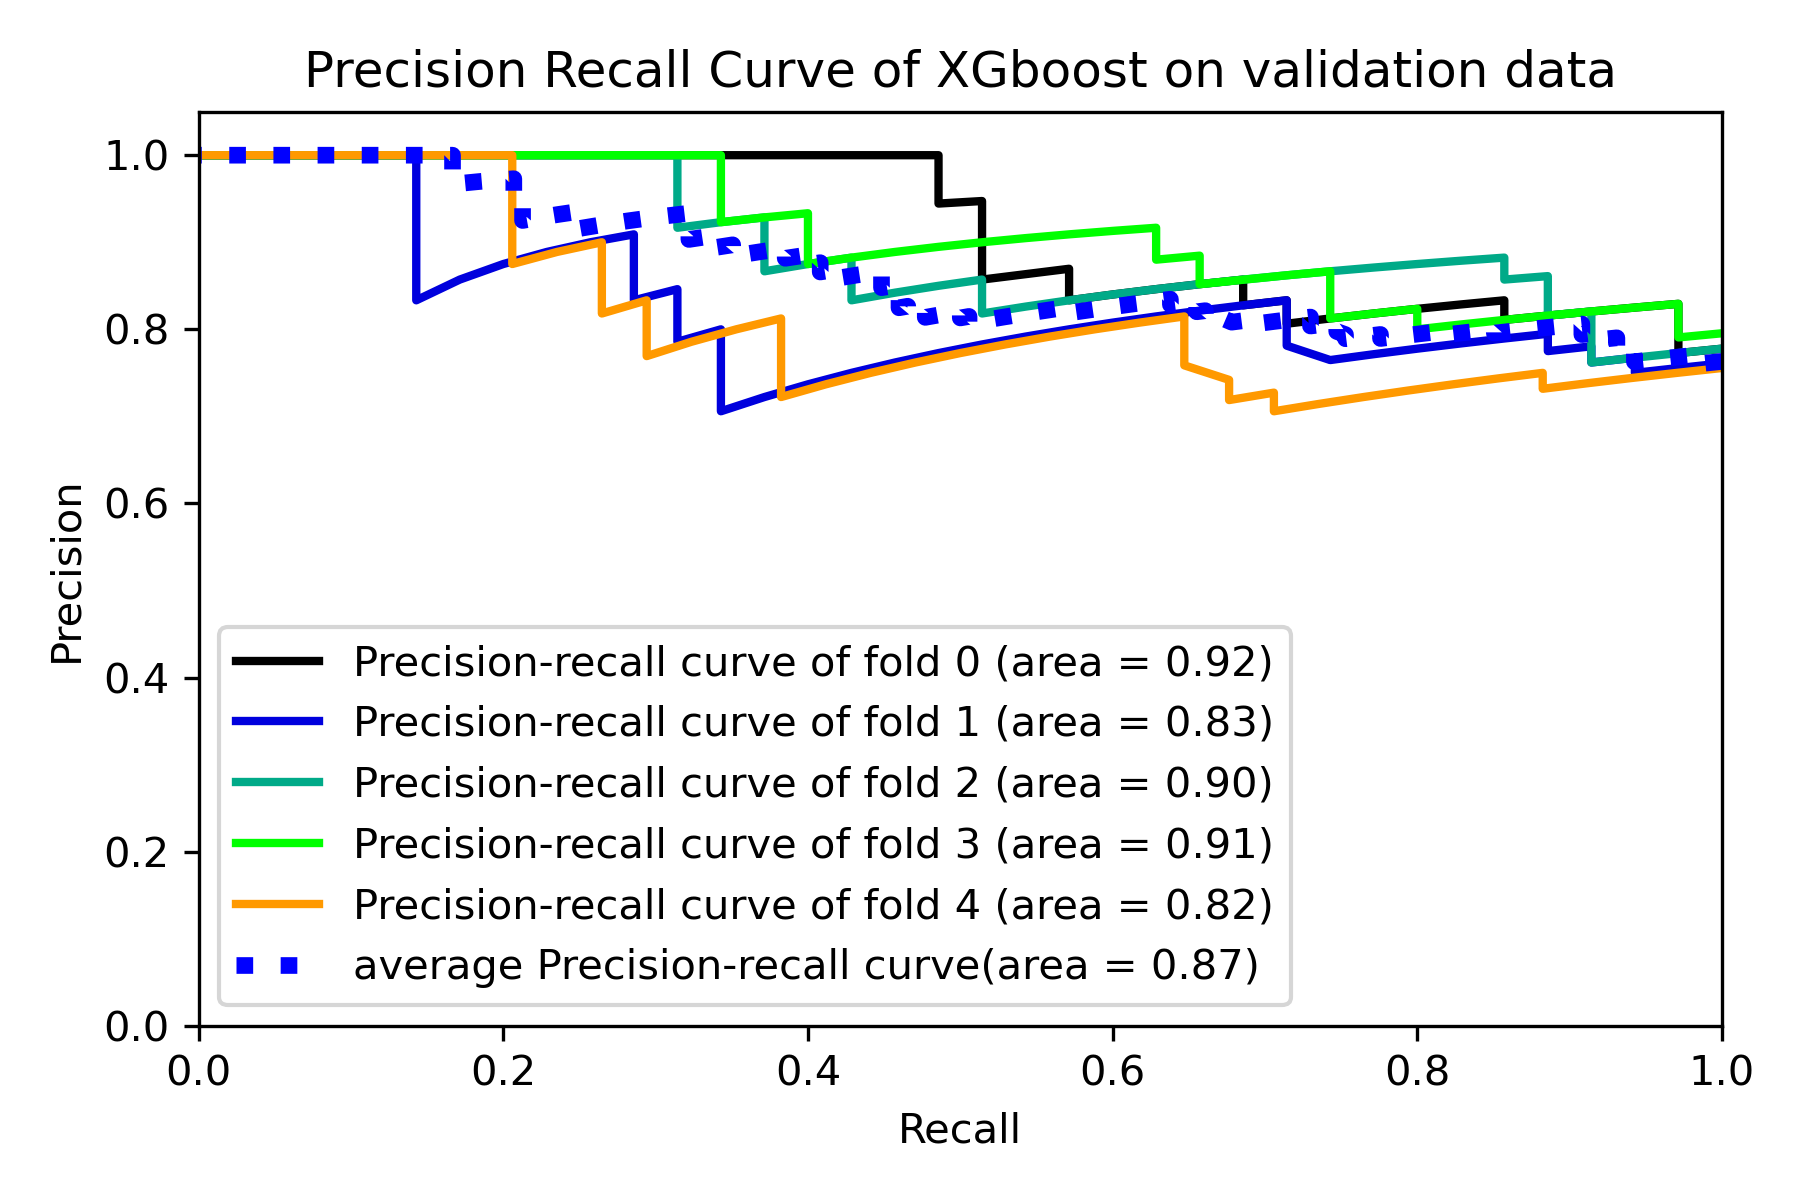 Precision Recall Curve of XGboost on validation data
1.0
0.8
0.6
0.4
0.2
0.0
Precision
Precision-recall curve of fold 0 (area = 0.92)
Precision-recall curve of fold 1 (area = 0.83)
Precision-recall curve of fold 2 (area = 0.90)
Precision-recall curve of fold 3 (area = 0.91)
Precision-recall curve of fold 4 (area = 0.82)
average Precision-recall curve(area = 0.87)
0.0 0.2 0.4 0.6 0.8 1.0
Recall